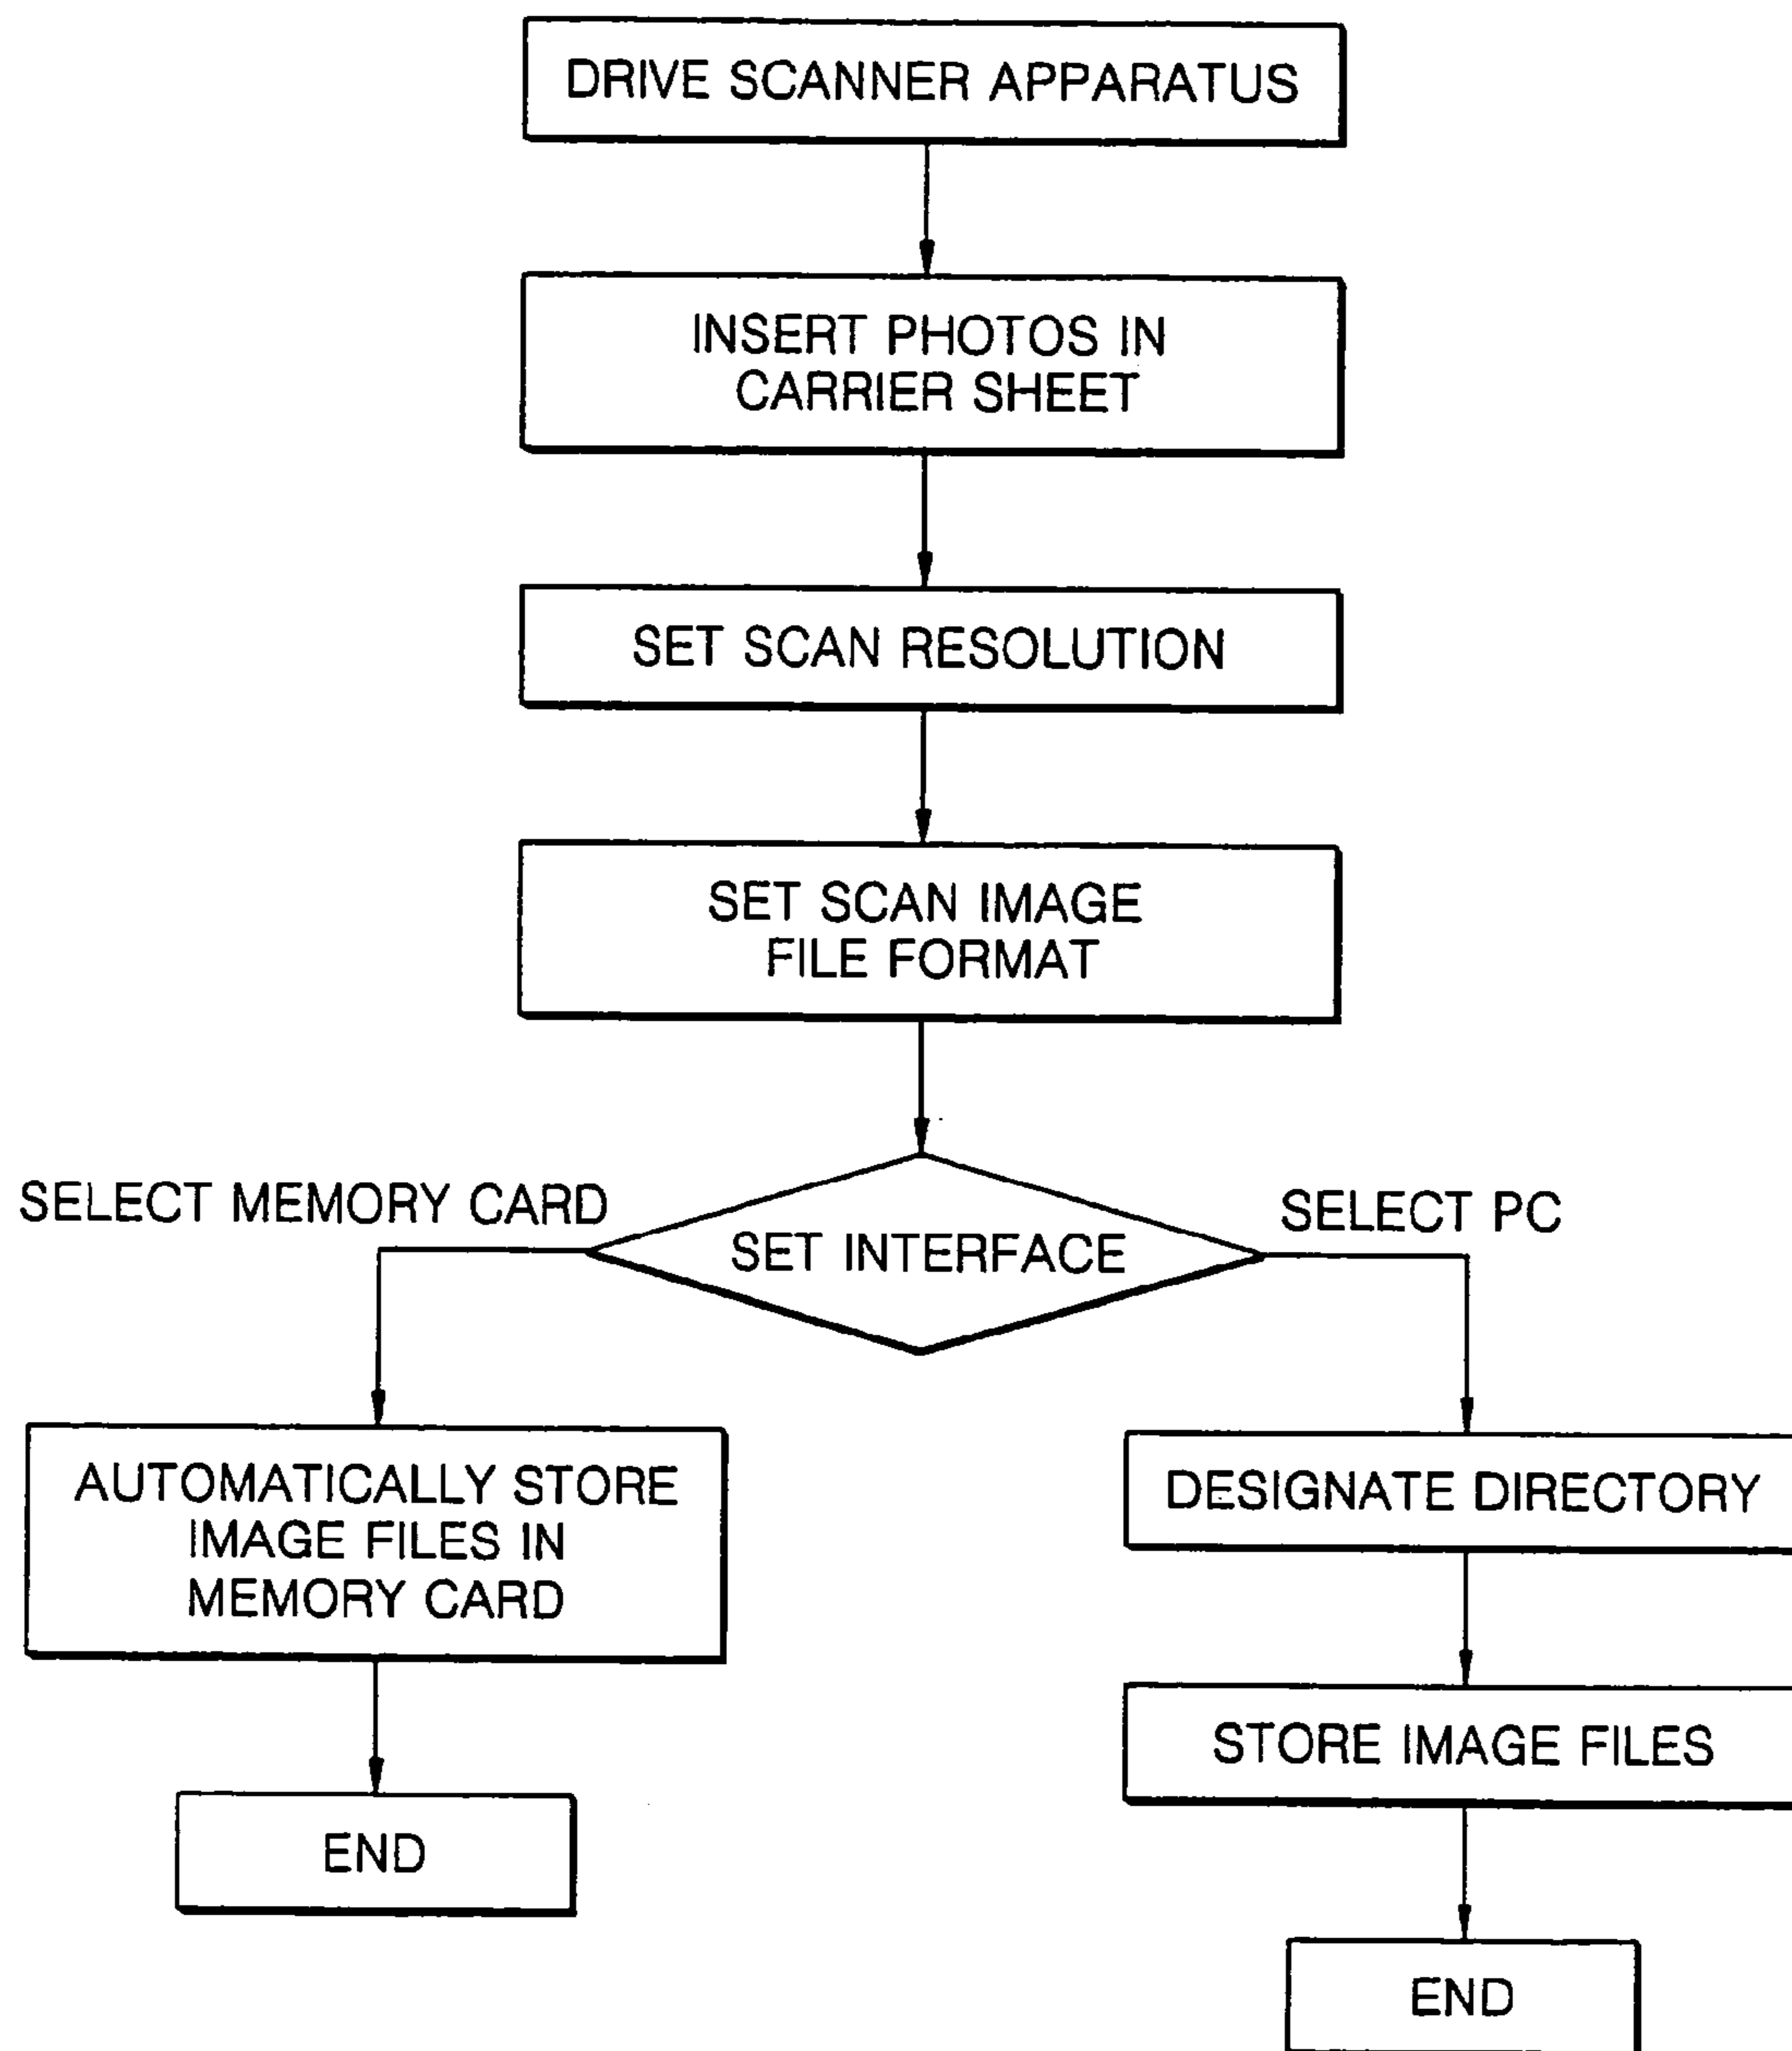 DRIVE SCANNER APPARATUS
INSERT PHOTOS IN
CARRIER SHEET
SET SCAN RESOLUTION
SET SCAN IMAGE
FILE FORMAT
SELECT MEMORY CARD
SET INTERFACE
SELECT PC
AUTOMATICALLY STORE
IMAGE FILES IN
MEMORY CARD
END
DESIGNATE DIRECTORY
STORE IMAGE FILES
END